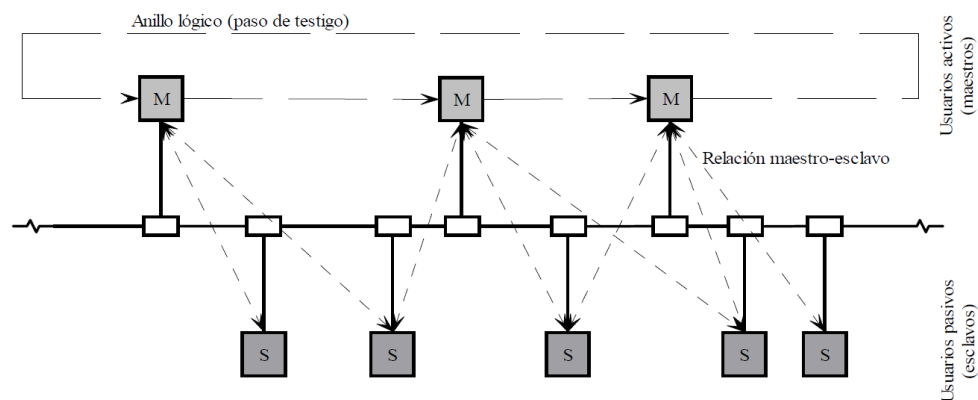 Anillo lógico (paso de testigo)
Usuarios activos
(maestros)
M
M
M
Relación maestro-esclavo
S
S
S
S
S
Usuarios pasivos
(esclavos)